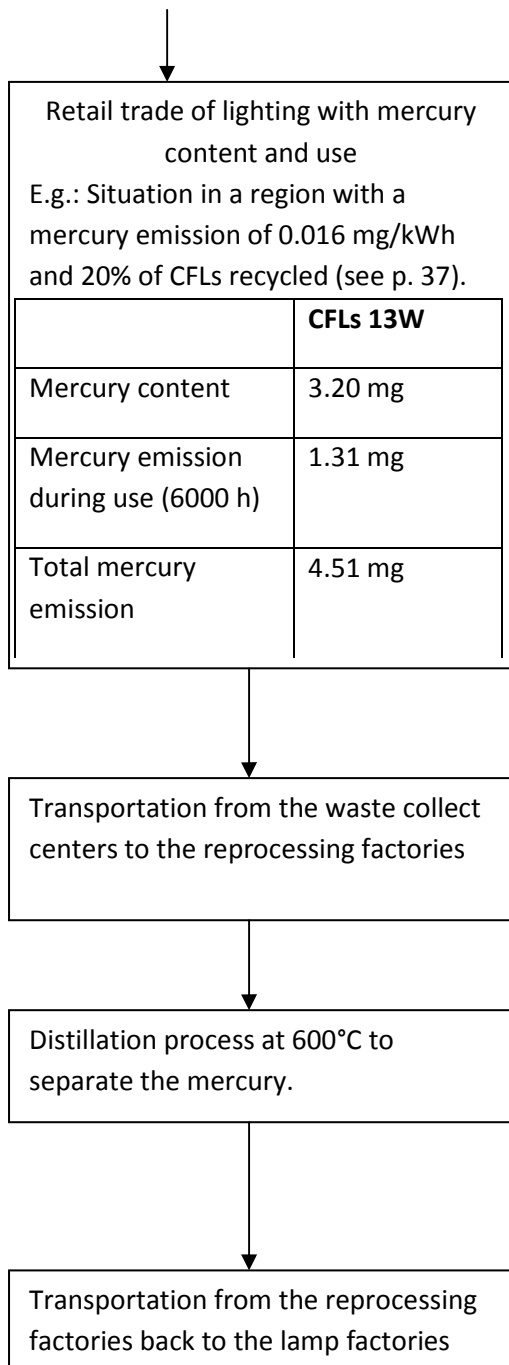 Retail trade of lighting with mercury
content and use
E.g.: Situation in a region with a
mercury emission of 0.016 mg/kWh
and 20% of CFLs recycled (see p. 37).
CFLs 13W
Mercury content 3.20 mg
Mercury emission 1.31 mg
during use (6000 h)
Total mercury 4.51 mg
emission
Transportation from the waste collect
centers to the reprocessing factories
Distillation process at 600°C to
separate the mercury.
Transportation from the reprocessing
factories back to the lamp factories